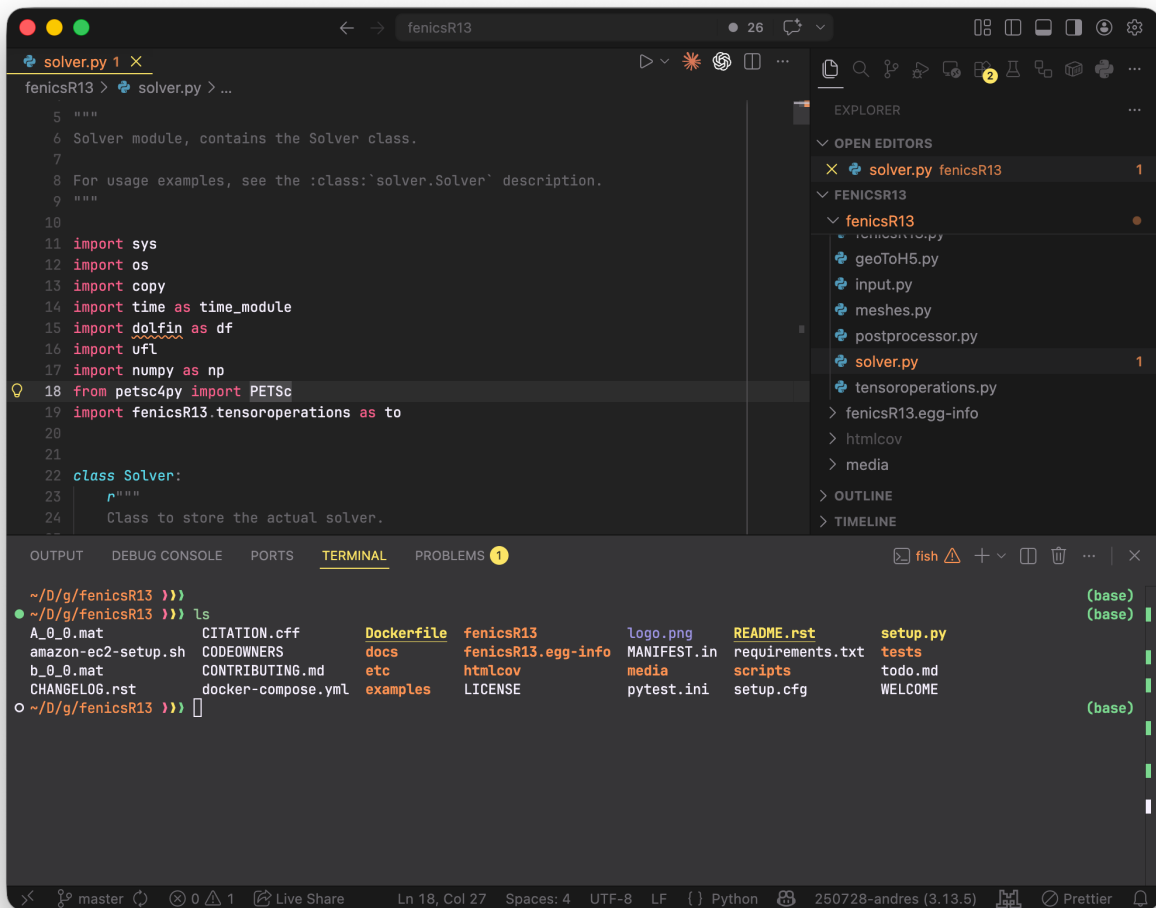 fenicsR13
26
solver.py 1
fenicsR13 > solver.py > ...
5 """
6 Solver module, contains the Solver class.
7
8 For usage examples, see the :class:`solver.Solver` description.
9 """
10
11 import sys
12 import os
13 import copy
14 import time as time_module
15 import dolfin as df
16 import ufl
17 import numpy as np
18 from petsc4py import PETSc
19 import fenicsR13.tensoroperations as to
20
21
22 class Solver:
23 r"""
24 Class to store the actual solver.
2
EXPLORER
OPEN EDITORS
solver.py fenicsR13 1
FENICSR13
fenicsR13
fenicsR13.py
geoToH5.py
input.py
meshes.py
postprocessor.py
solver.py 1
tensoroperations.py
fenicsR13.egg-info
htmlcov
media
OUTLINE
TIMELINE
OUTPUT DEBUG CONSOLE PORTS TERMINAL PROBLEMS 1
fish
~/D/g/fenicsR13 ❯❯❯ (base)
~/D/g/fenicsR13 ❯❯❯ ls (base)
A_0_0.mat CITATION.cff Dockerfile fenicsR13 logo.png README.rst setup.py
amazon-ec2-setup.sh CODEOWNERS docs fenicsR13.egg-info MANIFEST.in requirements.txt tests
b_0_0.mat CONTRIBUTING.md etc htmlcov media scripts todo.md
CHANGELOG.rst docker-compose.yml examples LICENSE pytest.ini setup.cfg WELCOME
~/D/g/fenicsR13 ❯❯❯ (base)
master 0 1 Live Share Ln 18, Col 27 Spaces: 4 UTF-8 LF { } Python 250728-andres (3.13.5) Prettier